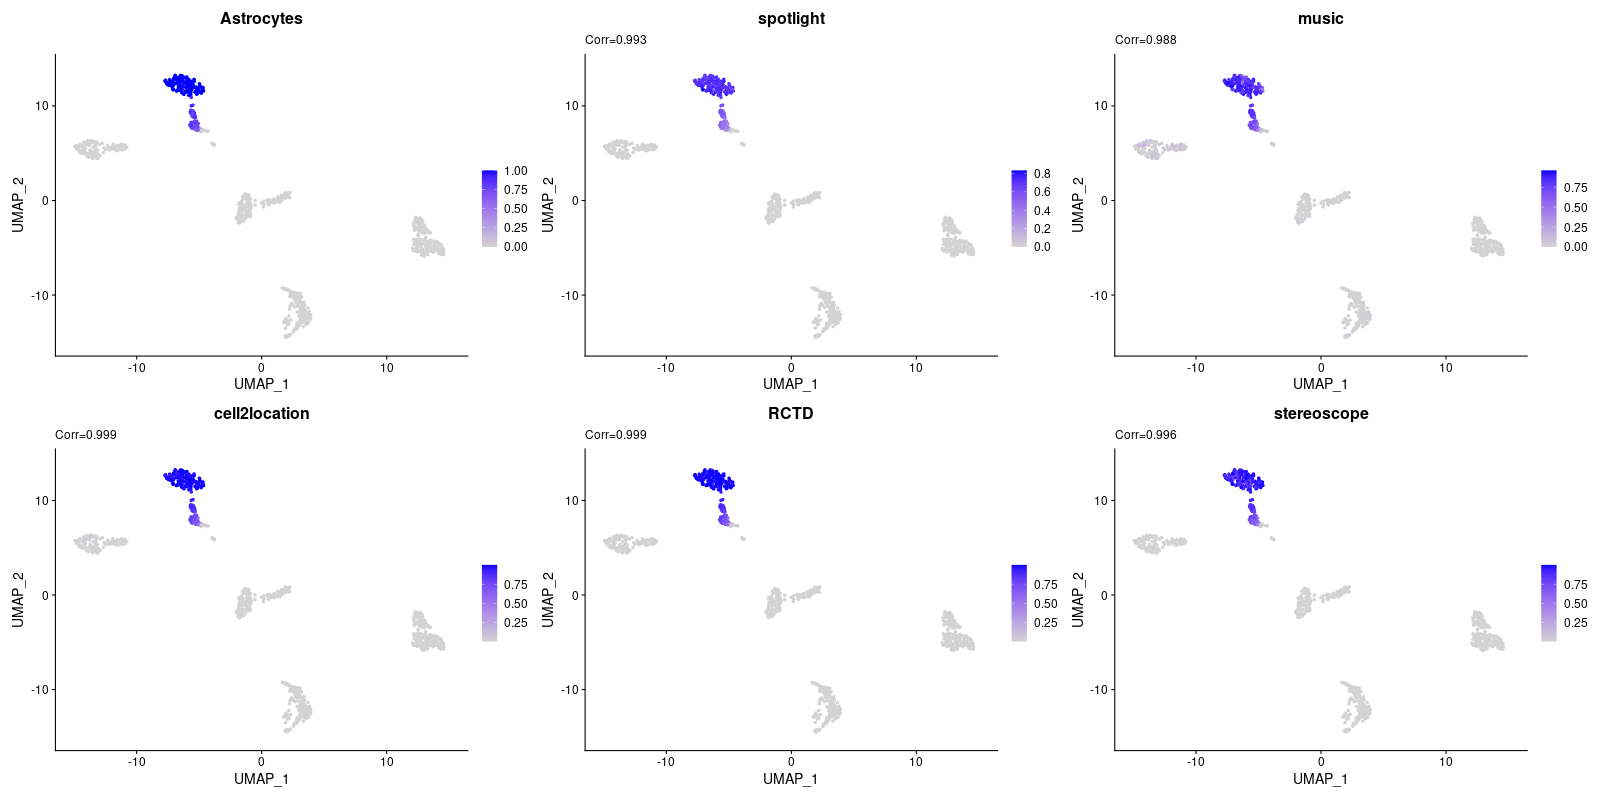 Astrocytes
10
0
-10
UMAP_2
-10 0 10
UMAP_1
1.00
0.75
0.50
0.25
0.00
spotlight
Corr=0.993
10
0
-10
UMAP_2
-10 0 10
UMAP_1
0.8
0.6
0.4
0.2
0.0
music
Corr=0.988
10
0
-10
UMAP_2
-10 0 10
UMAP_1
0.75
0.50
0.25
0.00
cell2location
Corr=0.999
10
0
-10
UMAP_2
-10 0 10
UMAP_1
0.75
0.50
0.25
RCTD
Corr=0.999
10
0
-10
UMAP_2
-10 0 10
UMAP_1
0.75
0.50
0.25
stereoscope
Corr=0.996
10
0
-10
UMAP_2
-10 0 10
UMAP_1
0.75
0.50
0.25